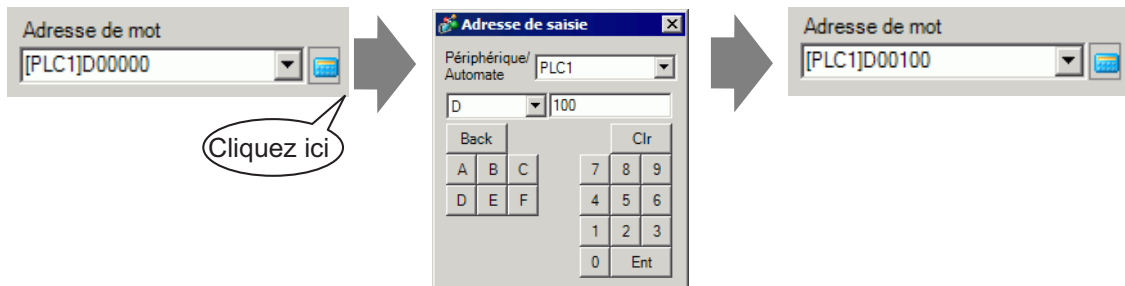 Adresse de mot
[PLC1]D00000
Cliquez ici
Adresse de saisie
Périphérique/
Automate
PLC1
D
100
Back
Clr
A B C
7 8 9
D E F
4 5 6
1 2 3
0 Ent
Adresse de mot
[PLC1]D00100